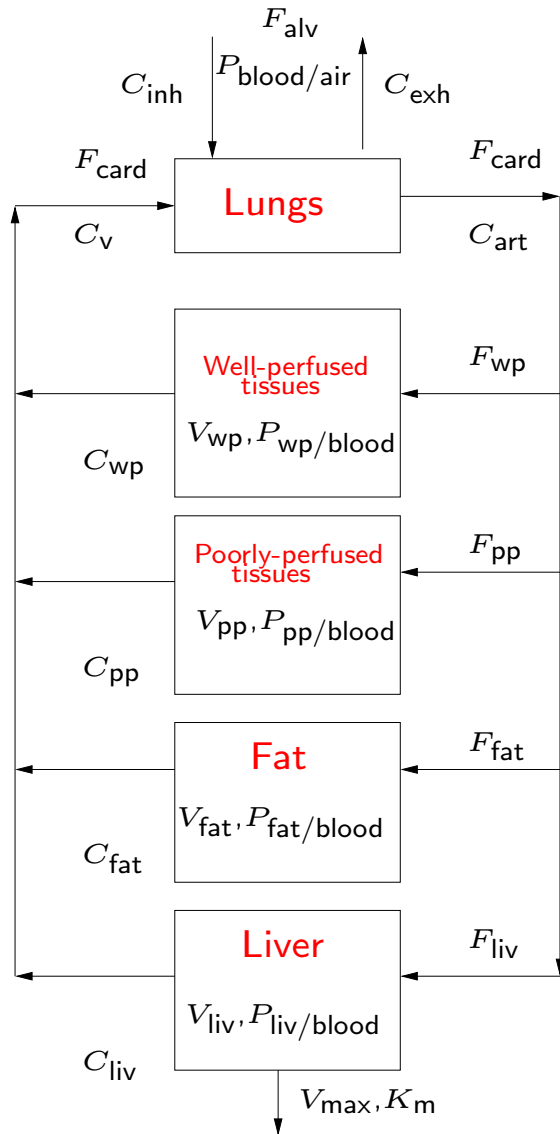 F_alv
P_blood/air
C_inh
C_exh
F_card
F_card
Lungs
C_v
C_art
Well-perfused
tissues
F_wp
V_wp, P_wp/blood
C_wp
Poorly-perfused
tissues
F_pp
V_pp, P_pp/blood
C_pp
Fat
F_fat
V_fat, P_fat/blood
C_fat
Liver
F_liv
V_liv, P_liv/blood
C_liv
V_max, K_m